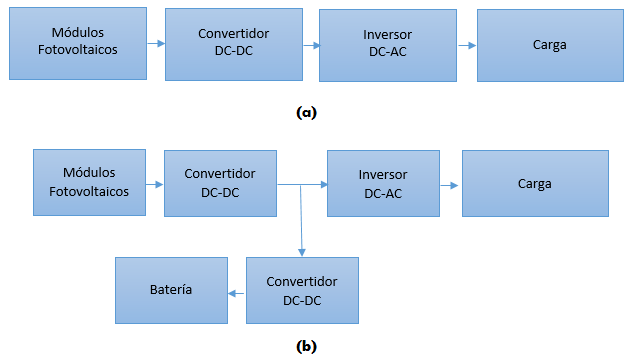 Módulos
Fotovoltaicos
Convertidor
DC-DC
Inversor
DC-AC
Carga
(a)
Módulos
Fotovoltaicos
Convertidor
DC-DC
Inversor
DC-AC
Carga
Batería
Convertidor
DC-DC
(b)